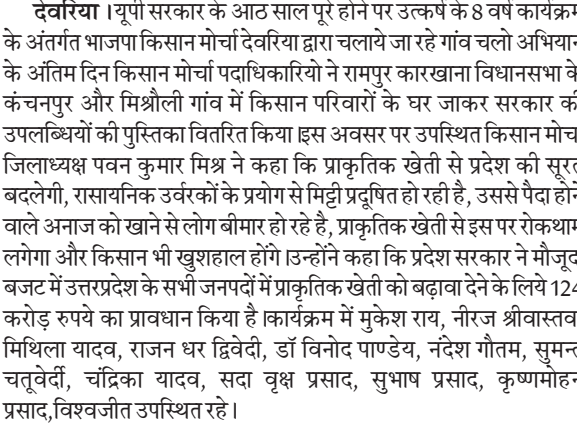 देवरिया ।यूपी सरकार के आठ साल पूरे होने पर उत्कर्ष के 8 वर्ष कार्यक्रम
के अंतर्गत भाजपा किसान मोर्चा देवरिया द्वारा चलाये जा रहे गांव चलो अभियान
के अंतिम दिन किसान मोर्चा पदाधिकारियो ने रामपुर कारखाना विधानसभा के
कंचनपुर और मिश्रौली गांव में किसान परिवारों के घर जाकर सरकार की
उपलब्धियों की पुस्तिका वितरित किया ।इस अवसर पर उपस्थित किसान मोर्चा
जिलाध्यक्ष पवन कुमार मिश्र ने कहा कि प्राकृतिक खेती से प्रदेश की सूरत
बदलेगी, रासायनिक उर्वरकों के प्रयोग से मिट्टी प्रदूषित हो रही है, उससे पैदा होने
वाले अनाज को खाने से लोग बीमार हो रहे है, प्राकृतिक खेती से इस पर रोकथाम
लगेगा और किसान भी खुशहाल होंगे ।उन्होंने कहा कि प्रदेश सरकार ने मौजूदा
बजट में उत्तरप्रदेश के सभी जनपदों में प्राकृतिक खेती को बढ़ावा देने के लिये 124
करोड़ रुपये का प्रावधान किया है ।कार्यक्रम में मुकेश राय, नीरज श्रीवास्तव,
मिथिला यादव, राजन धर द्विवेदी, डॉ विनोद पाण्डेय, नंदेश गौतम, सुमन्त
चतूवेर्दी, चंद्रिका यादव, सदा वृक्ष प्रसाद, सुभाष प्रसाद, कृष्णमोहन
प्रसाद,विश्वजीत उपस्थित रहे ।